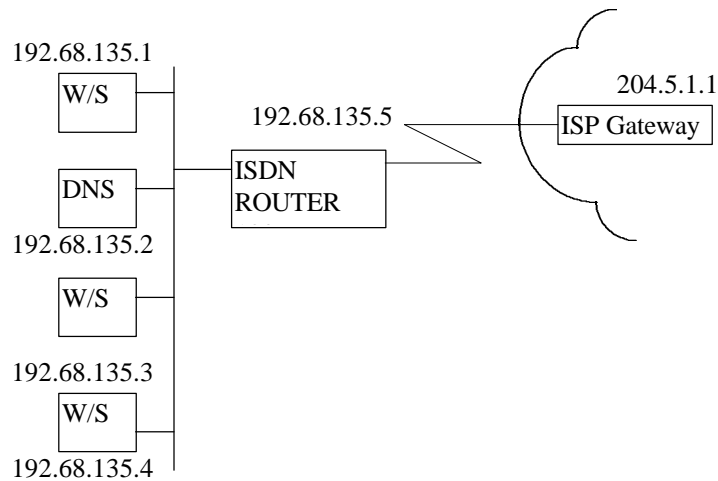 192.68.135.1
W/S
DNS
192.68.135.2
W/S
192.68.135.3
W/S
192.68.135.4
192.68.135.5
ISDN
ROUTER
204.5.1.1
ISP Gateway